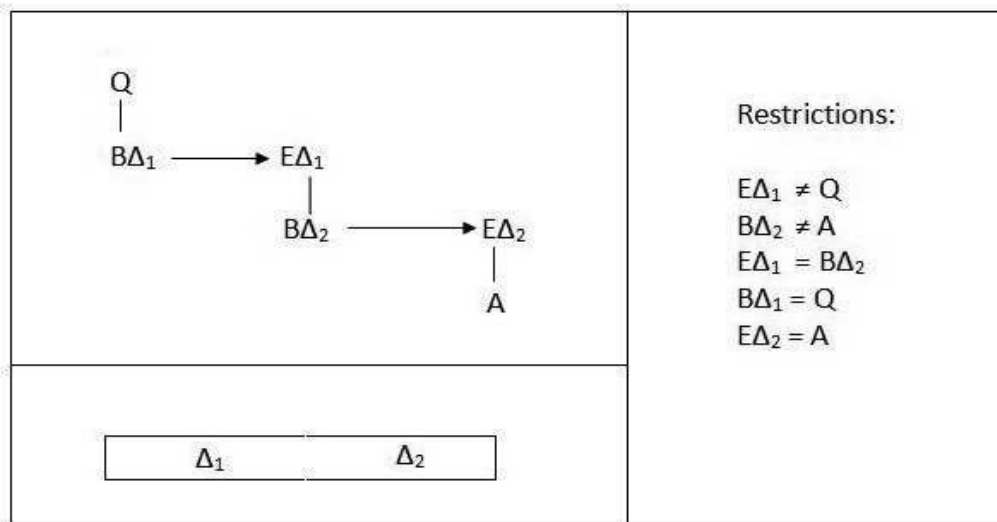 Q
BΔ₁ EΔ₁
BΔ₂ EΔ₂
A
Δ₁ Δ₂
Restrictions:
EΔ₁ ≠ Q
BΔ₂ ≠ A
EΔ₁ = BΔ₂
BΔ₁ = Q
EΔ₂ = A